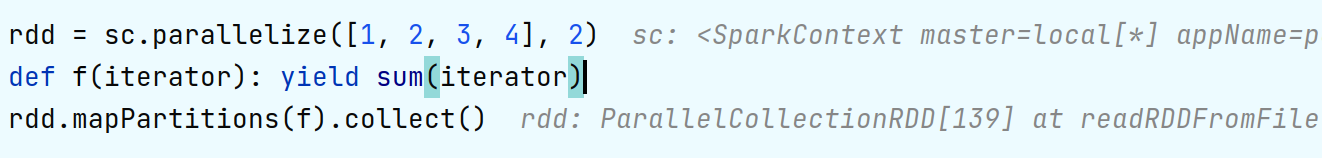 rdd = sc.parallelize([1, 2, 3, 4], 2)  sc: <SparkContext master=local[*] appName=p
def f(iterator): yield sum(iterator)
rdd.mapPartitions(f).collect()  rdd: ParallelCollectionRDD[139] at readRDDFromFile